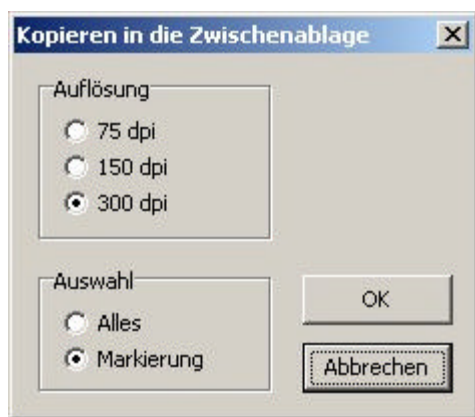 Kopieren in die Zwischenablage
Auflösung
75 dpi
150 dpi
300 dpi
Auswahl
Alles
Markierung
OK
Abbrechen